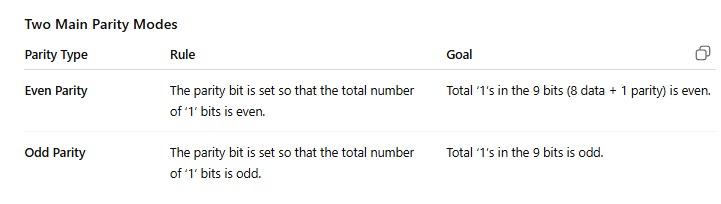 Two Main Parity Modes
Parity Type Rule Goal
Even Parity The parity bit is set so that the total number Total ‘1’s in the 9 bits (8 data + 1 parity) is even.
of ‘1’ bits is even.
Odd Parity The parity bit is set so that the total number Total ‘1’s in the 9 bits is odd.
of ‘1’ bits is odd.